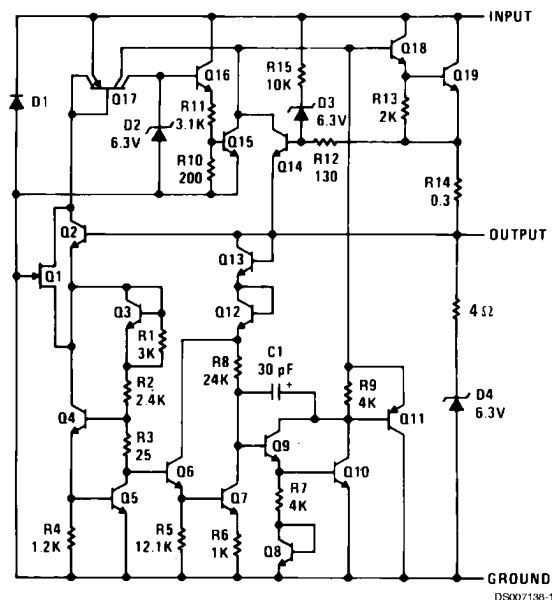 INPUT
Q18
Q19
R15
10K
Q16
Q17
D1
R11
3.1K
D3
6.3V
R13
2K
D2
6.3V
Q15
Q14
R12
130
R10
200
R14
0.3
Q2
OUTPUT
Q13
Q1
Q3
R1
3K
Q12
4Ω
C1
30 pF
+
R2
2.4K
R8
24K
R9
4K
Q11
D4
6.3V
Q4
R3
25
Q9
Q6
Q10
Q5
Q7
R7
4K
R4
1.2K
R5
12.1K
R6
1K
Q8
GROUND
DS007138-1